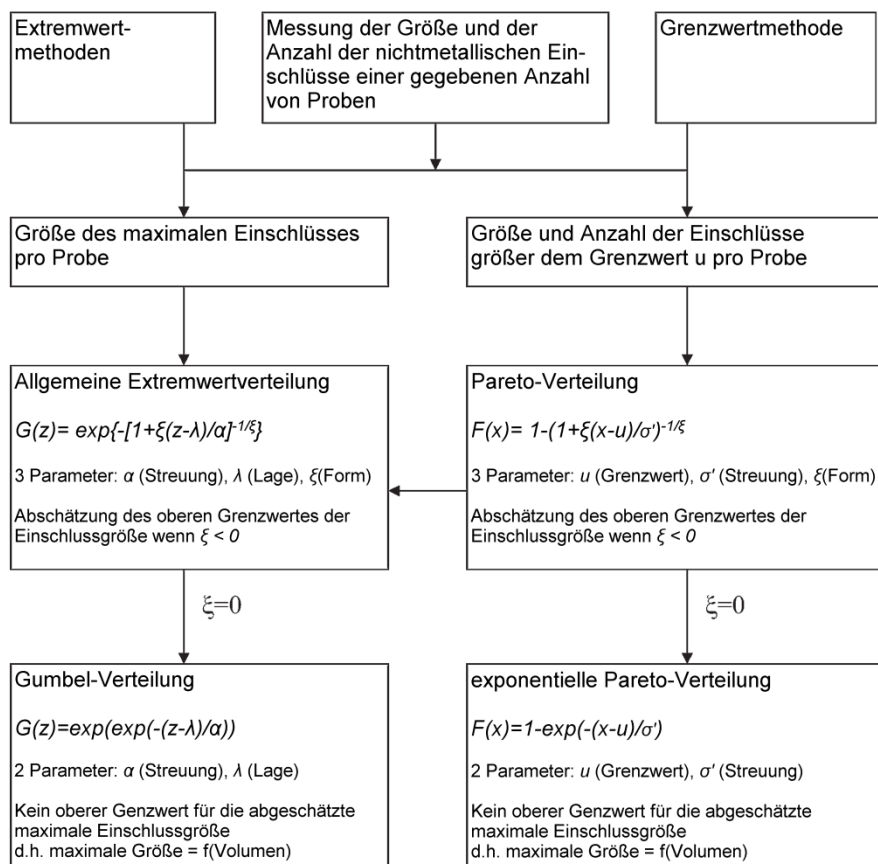 Extremwert-
methoden
Messung der Größe und der
Anzahl der nichtmetallischen Ein-
schlüsse einer gegebenen Anzahl
von Proben
Grenzwertmethode
Größe des maximalen Einschlüsses
pro Probe
Größe und Anzahl der Einschlüsse
größer dem Grenzwert u pro Probe
Allgemeine Extremwertverteilung
G(z)= exp{-[1+ξ(z-λ)/α]^-1/ξ}
3 Parameter: α (Streuung), λ (Lage), ξ(Form)
Abschätzung des oberen Grenzwertes der
Einschlussgröße wenn ξ < 0
Pareto-Verteilung
F(x)= 1-(1+ξ(x-u)/σ')^-1/ξ
3 Parameter: u (Grenzwert), σ' (Streuung), ξ(Form)
Abschätzung des oberen Grenzwertes der
Einschlussgröße wenn ξ < 0
ξ=0
ξ=0
Gumbel-Verteilung
G(z)=exp(exp(-(z-λ)/α))
2 Parameter: α (Streuung), λ (Lage)
Kein oberer Genzwert für die abgeschätzte
maximale Einschlussgröße
d.h. maximale Größe = f(Volumen)
exponentielle Pareto-Verteilung
F(x)=1-exp(-(x-u)/σ')
2 Parameter: u (Grenzwert), σ' (Streuung)
Kein oberer Genzwert für die abgeschätzte
maximale Einschlussgröße
d.h. maximale Größe = f(Volumen)